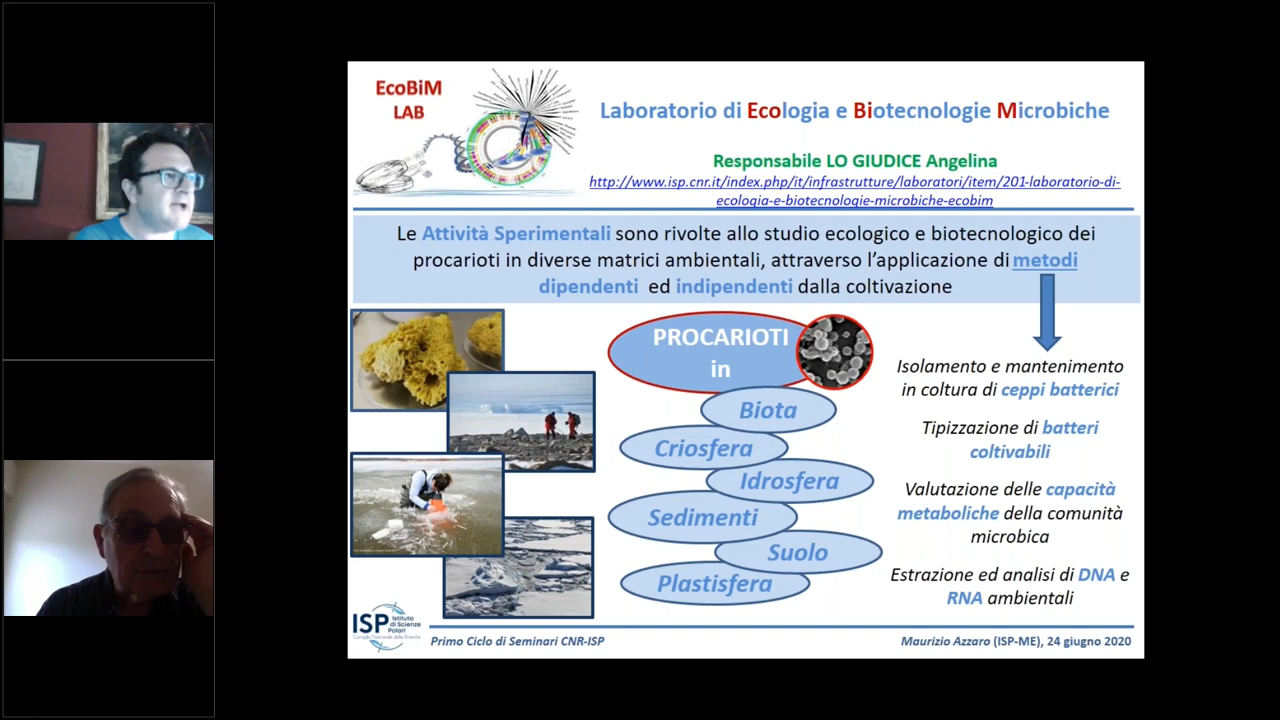 EcoBiM
LAB
Laboratorio di Ecologia e Biotecnologie Microbiche
Responsabile LO GIUDICE Angelina
http://www.isp.cnr.it/index.php/it/infrastrutture/laboratori/item/201-laboratorio-di-
ecologia-e-biotecnologie-microbiche-ecobim
Le Attività Sperimentali sono rivolte allo studio ecologico e biotecnologico dei
procarioti in diverse matrici ambientali, attraverso l'applicazione di metodi
dipendenti ed indipendenti dalla coltivazione
PROCARIOTI
in
Biota
Criosfera
Idrosfera
Sedimenti
Suolo
Plastisfera
Isolamento e mantenimento
in coltura di ceppi batterici
Tipizzazione di batteri
coltivabili
Valutazione delle capacità
metaboliche della comunità
microbica
Estrazione ed analisi di DNA e
RNA ambientali
ISP
Istituto
di Scienze
Polari
Consiglio Nazionale delle Ricerche
Primo Ciclo di Seminari CNR-ISP
Maurizio Azzaro (ISP-ME), 24 giugno 2020